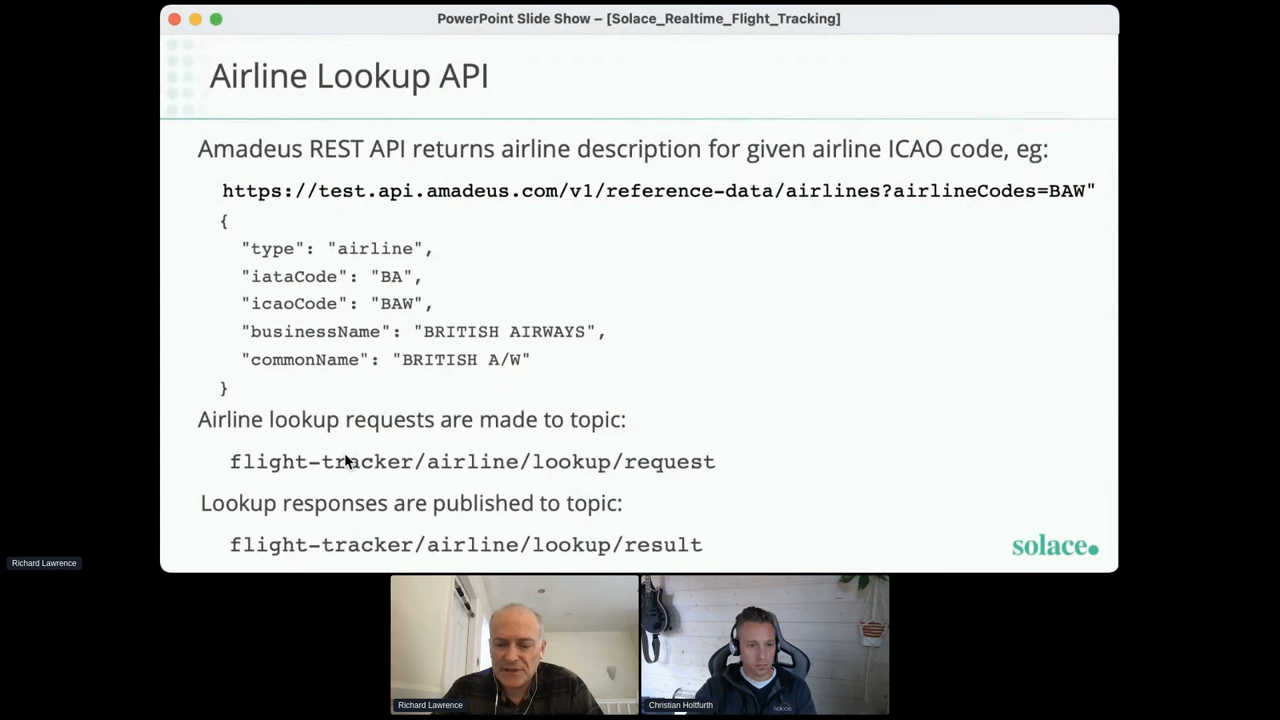 PowerPoint Slide Show – [Solace_Realtime_Flight_Tracking]
Airline Lookup API
Amadeus REST API returns airline description for given airline ICAO code, eg:
https://test.api.amadeus.com/v1/reference-data/airlines?airlineCodes=BAW"
{
"type": "airline",
"iataCode": "BA",
"icaoCode": "BAW",
"businessName": "BRITISH AIRWAYS",
"commonName": "BRITISH A/W"
}
Airline lookup requests are made to topic:
flight-tracker/airline/lookup/request
Lookup responses are published to topic:
flight-tracker/airline/lookup/result
solace.
Richard Lawrence
Richard Lawrence
Christian Holtfurth
solace